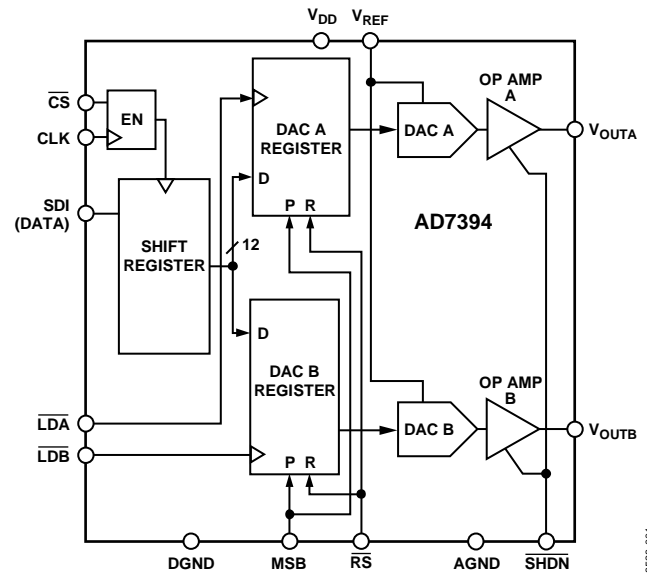 VDD VREF
CS
EN
CLK
SDI
(DATA)
SHIFT
REGISTER
12
DAC A
REGISTER
D
P R
DAC A
OP AMP
A
VOUTA
AD7394
D
DAC B
REGISTER
P R
DAC B
OP AMP
B
VOUTB
LDA
LDB
DGND MSB RS AGND SHDN